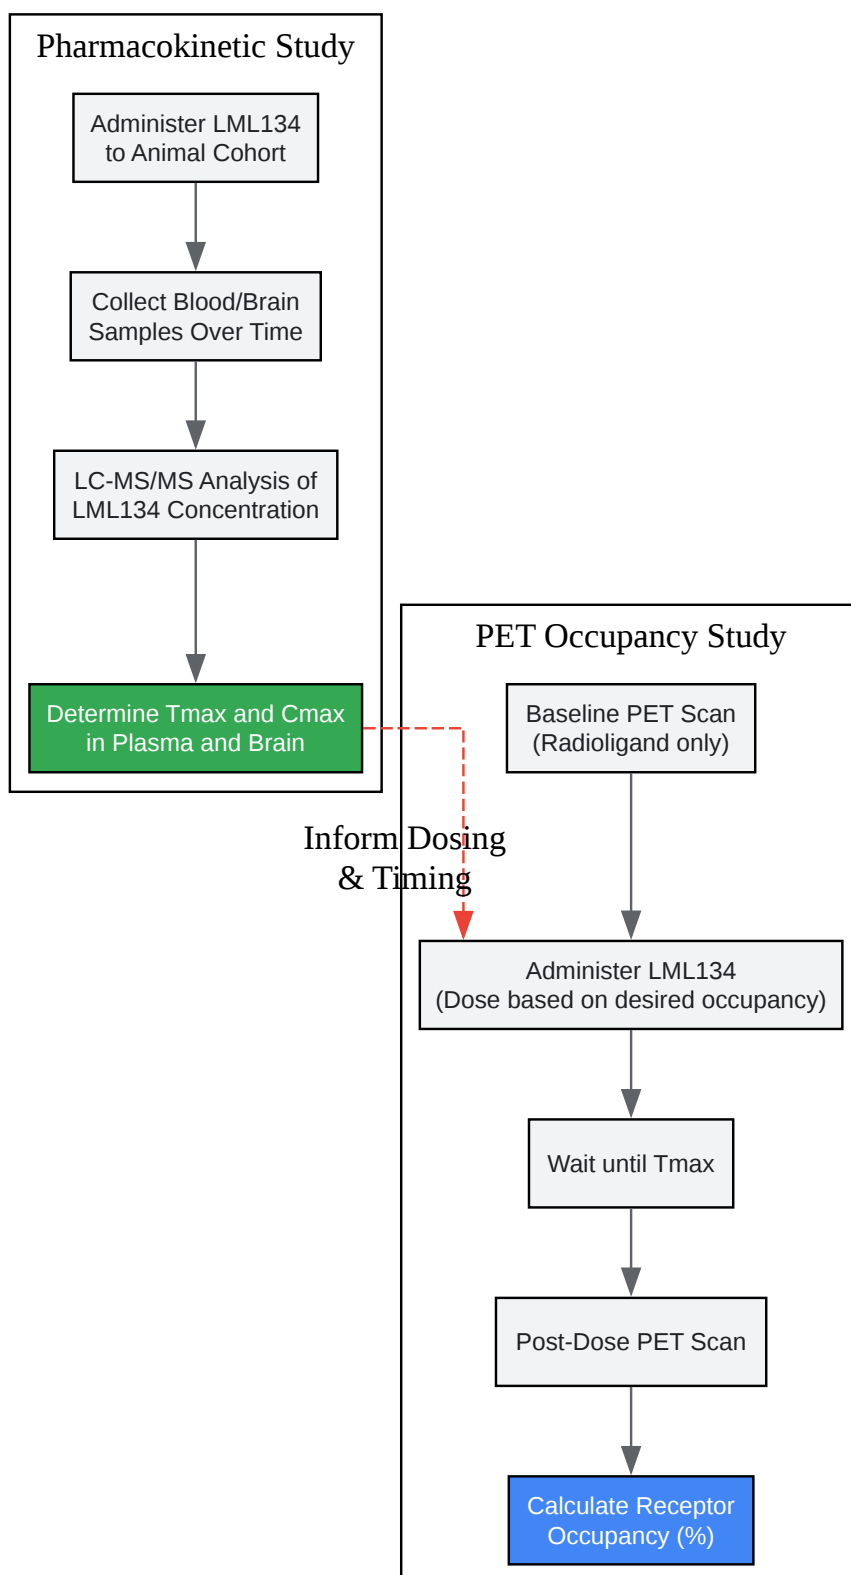 Pharmacokinetic Study
Administer LML134
to Animal Cohort
Collect Blood/Brain
Samples Over Time
LC-MS/MS Analysis of
LML134 Concentration
Determine Tmax and Cmax
in Plasma and Brain
Inform Dosing
& Timing
PET Occupancy Study
Baseline PET Scan
(Radioligand only)
Administer LML134
(Dose based on desired occupancy)
Wait until Tmax
Post-Dose PET Scan
Calculate Receptor
Occupancy (%)